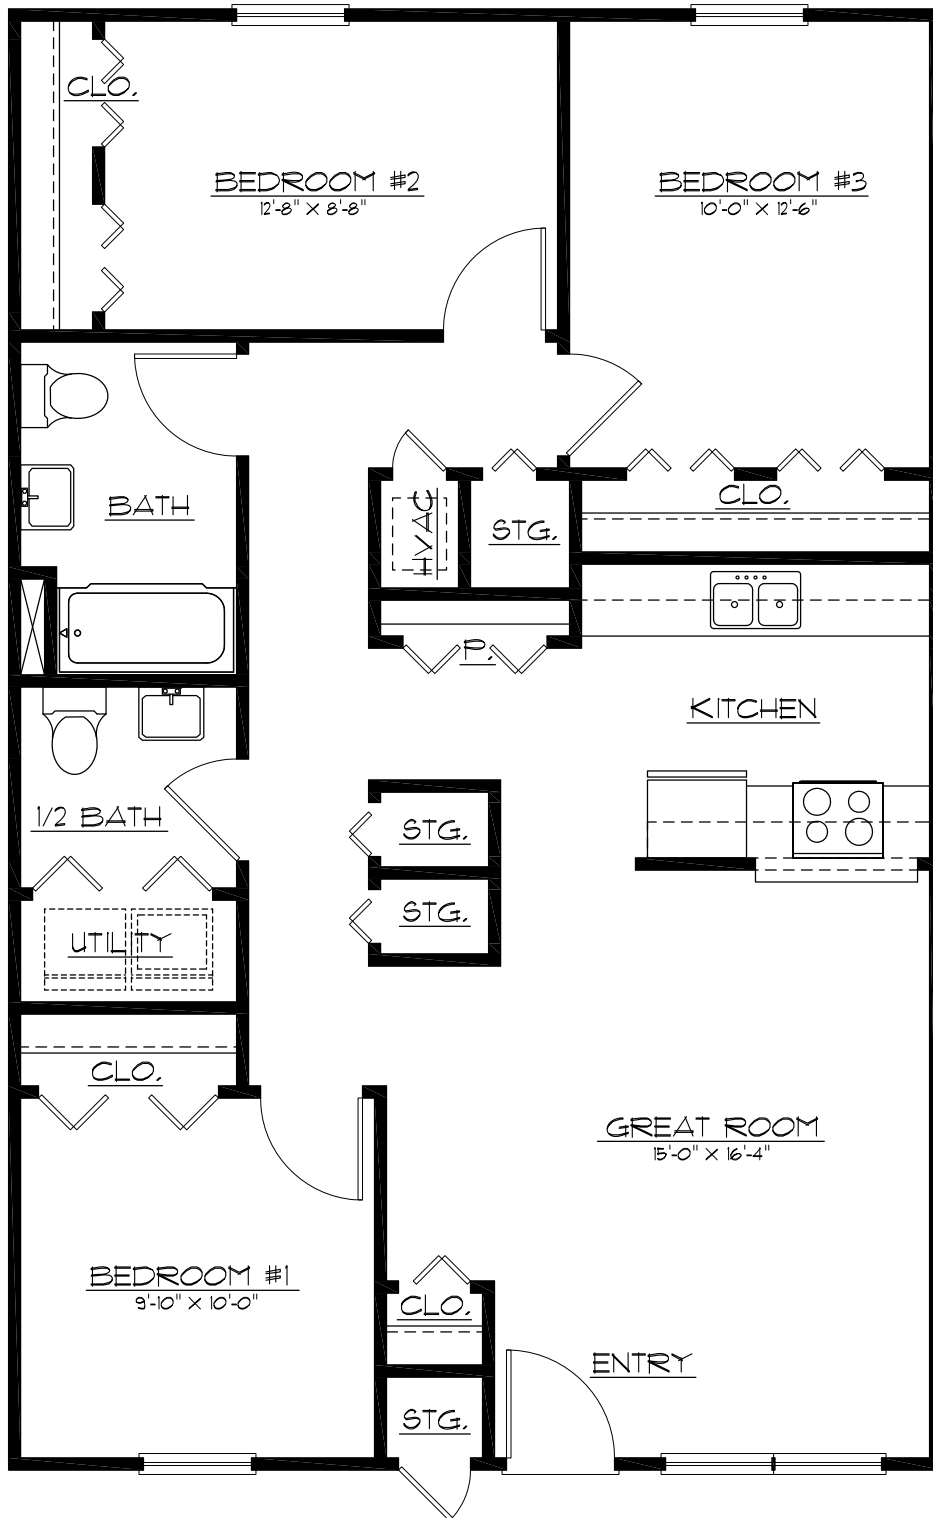 CLO.
BEDROOM #2
12'-8" X 8'-8"
BEDROOM #3
10'-0" X 12'-6"
BATH
HVAC
STG.
CLO.
P.
KITCHEN
1/2 BATH
STG.
STG.
UTILITY
CLO.
GREAT ROOM
15'-0" X 16'-4"
BEDROOM #1
9'-10" X 10'-0"
CLO.
ENTRY
STG.